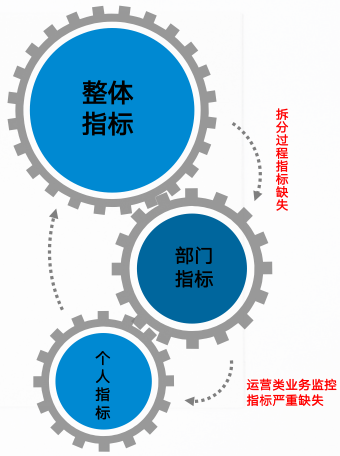 整体
指标
拆分过程指标缺失
部门
指标
个人指标
运营类业务监控
指标严重缺失